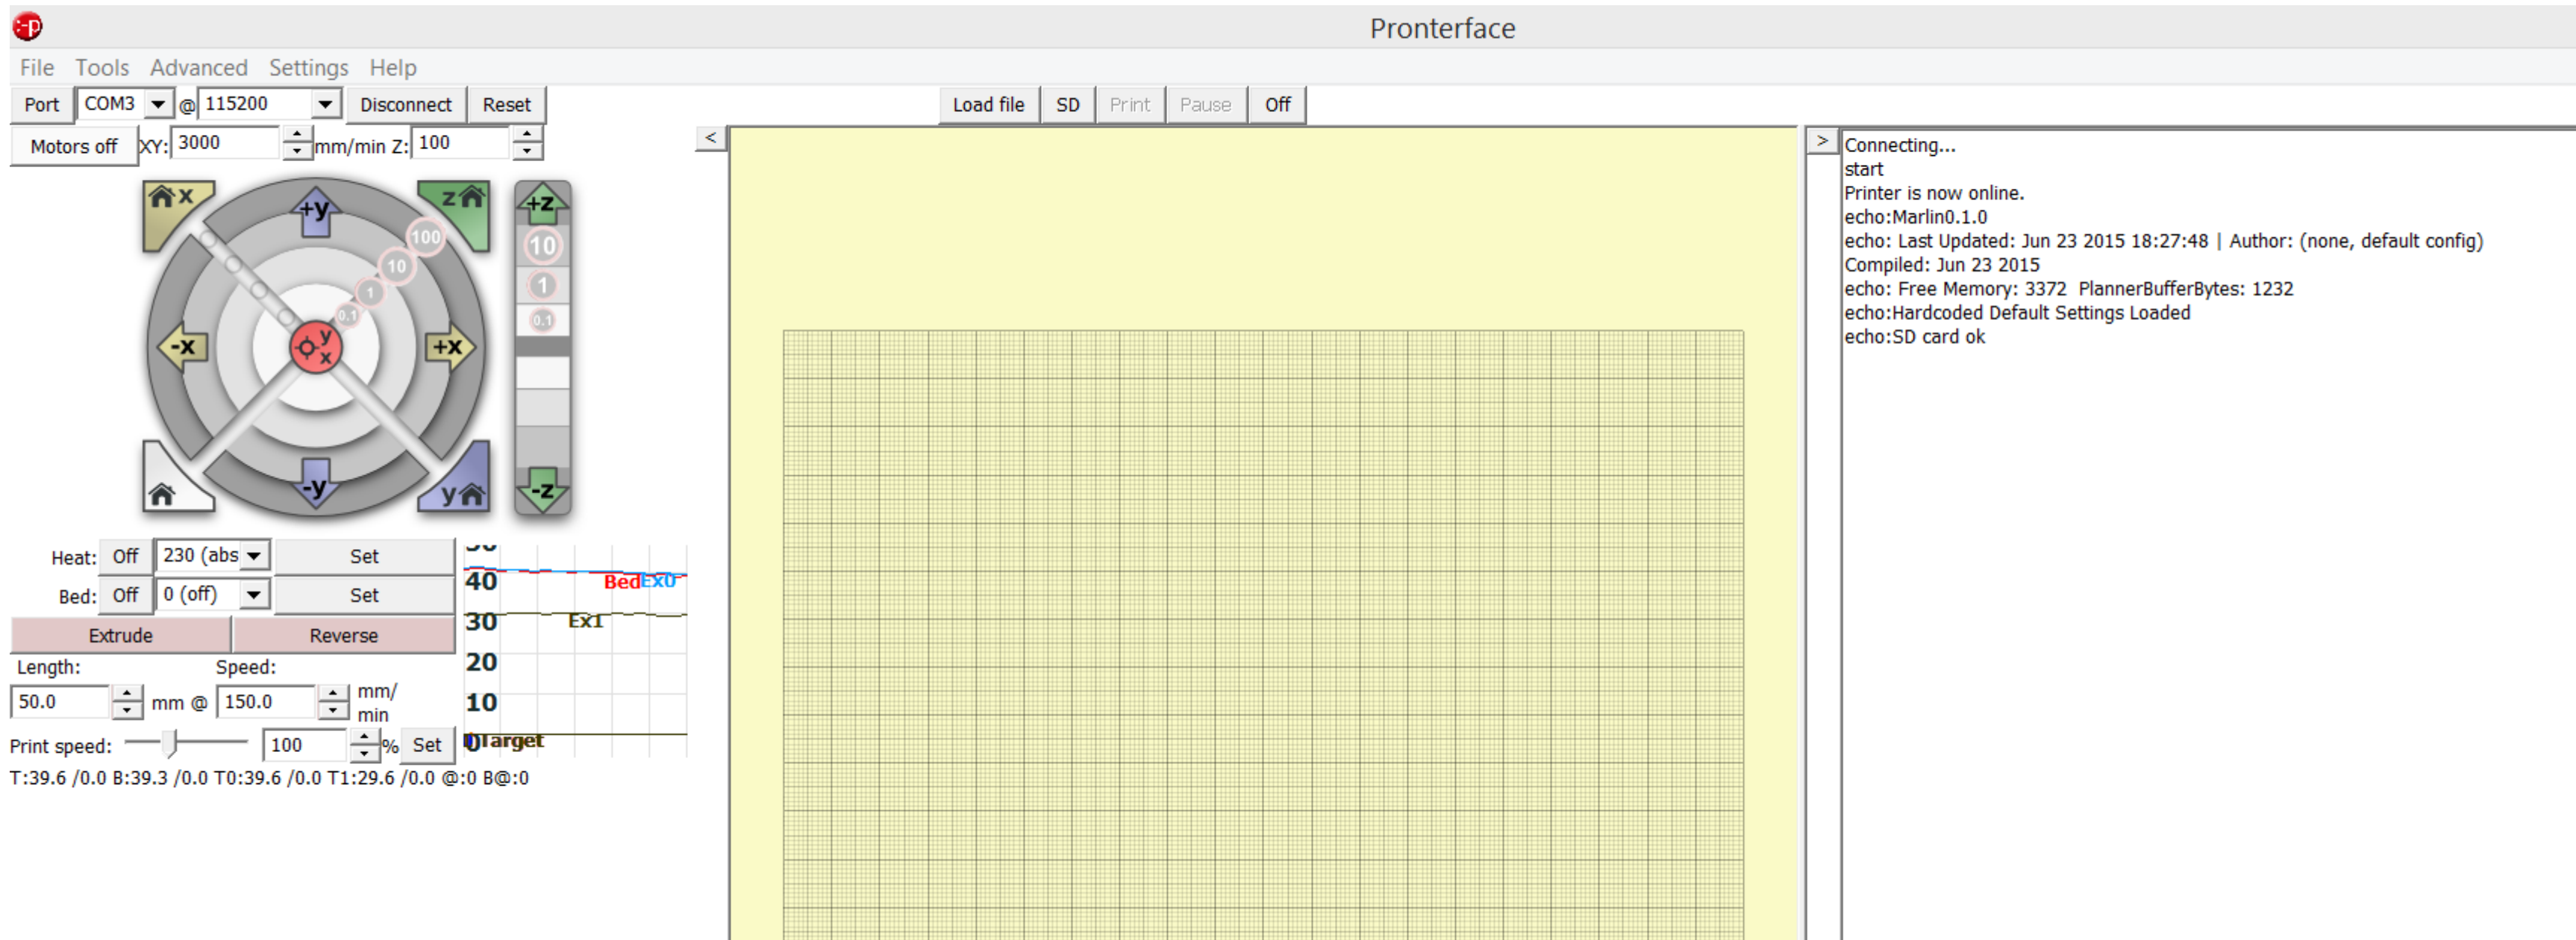 Pronterface
File Tools Advanced Settings Help
Port COM3 @ 115200 Disconnect Reset
Load file SD Print Pause Off
Motors off XY: 3000 mm/min Z: 100
<
>
x
+y
z
100
10
1
0.1
-x
y
x
+x
-y
y
+z
10
1
0.1
-z
Heat: Off 230 (abs Set
Bed: Off 0 (off) Set
Extrude Reverse
Length: Speed:
50.0 mm @ 150.0 mm/
min
Print speed: 100 % Set
T:39.6 /0.0 B:39.3 /0.0 T0:39.6 /0.0 T1:29.6 /0.0 @:0 B@:0
40 Bed Ex0
30 Ex1
20
10
0 Target
Connecting...
start
Printer is now online.
echo:Marlin0.1.0
echo: Last Updated: Jun 23 2015 18:27:48 | Author: (none, default config)
Compiled: Jun 23 2015
echo: Free Memory: 3372  PlannerBufferBytes: 1232
echo:Hardcoded Default Settings Loaded
echo:SD card ok